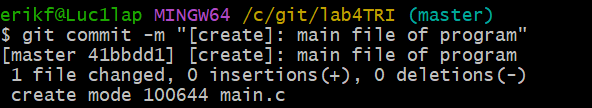 erikf@Luc1lap MINGW64 /c/git/lab4TRI (master)
$ git commit -m "[create]: main file of program"
[master 41bbdd1] [create]: main file of program
 1 file changed, 0 insertions(+), 0 deletions(-)
 create mode 100644 main.c